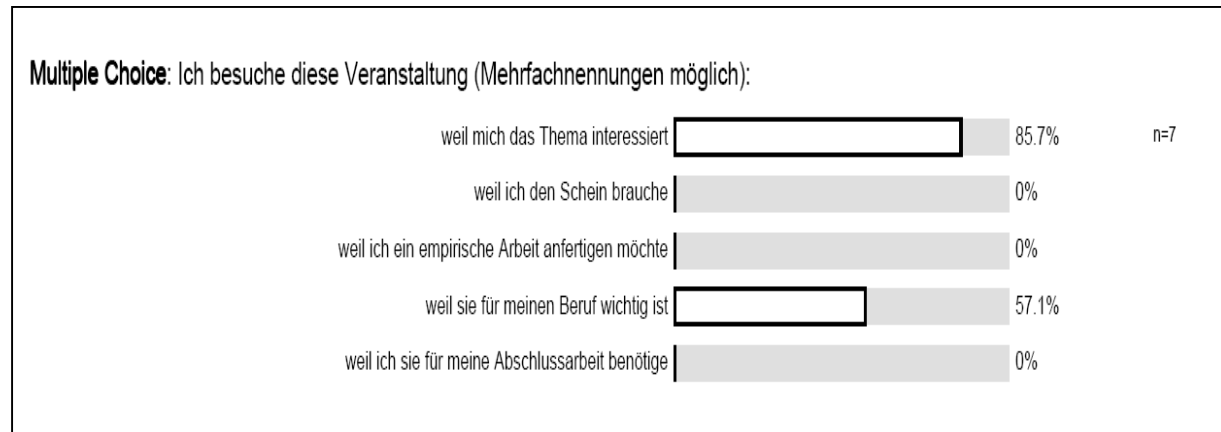 Multiple Choice: Ich besuche diese Veranstaltung (Mehrfachnennungen möglich):
weil mich das Thema interessiert 85.7% n=7
weil ich den Schein brauche 0%
weil ich ein empirische Arbeit anfertigen möchte 0%
weil sie für meinen Beruf wichtig ist 57.1%
weil ich sie für meine Abschlussarbeit benötige 0%